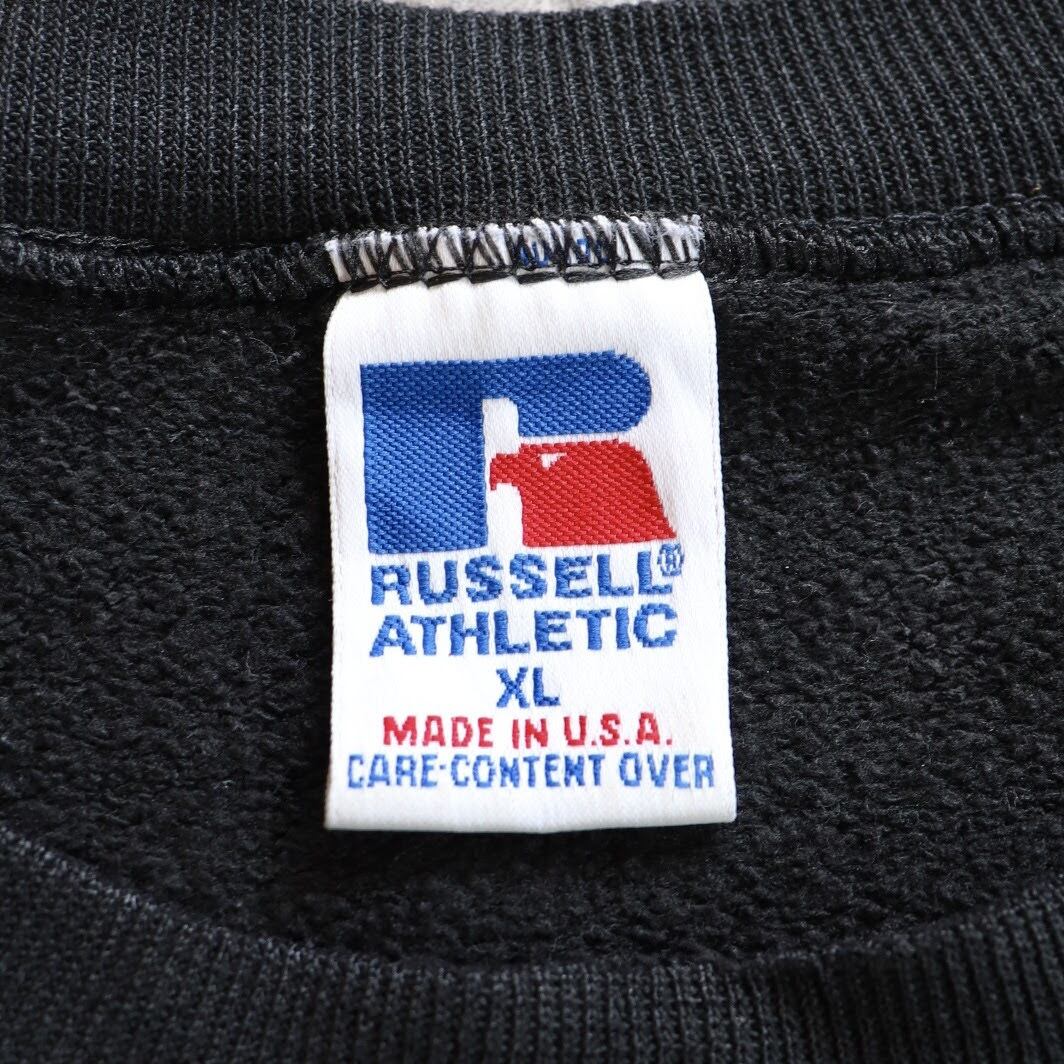 RUSSELL®
ATHLETIC
XL
MADE IN U.S.A.
CARE-CONTENT OVER